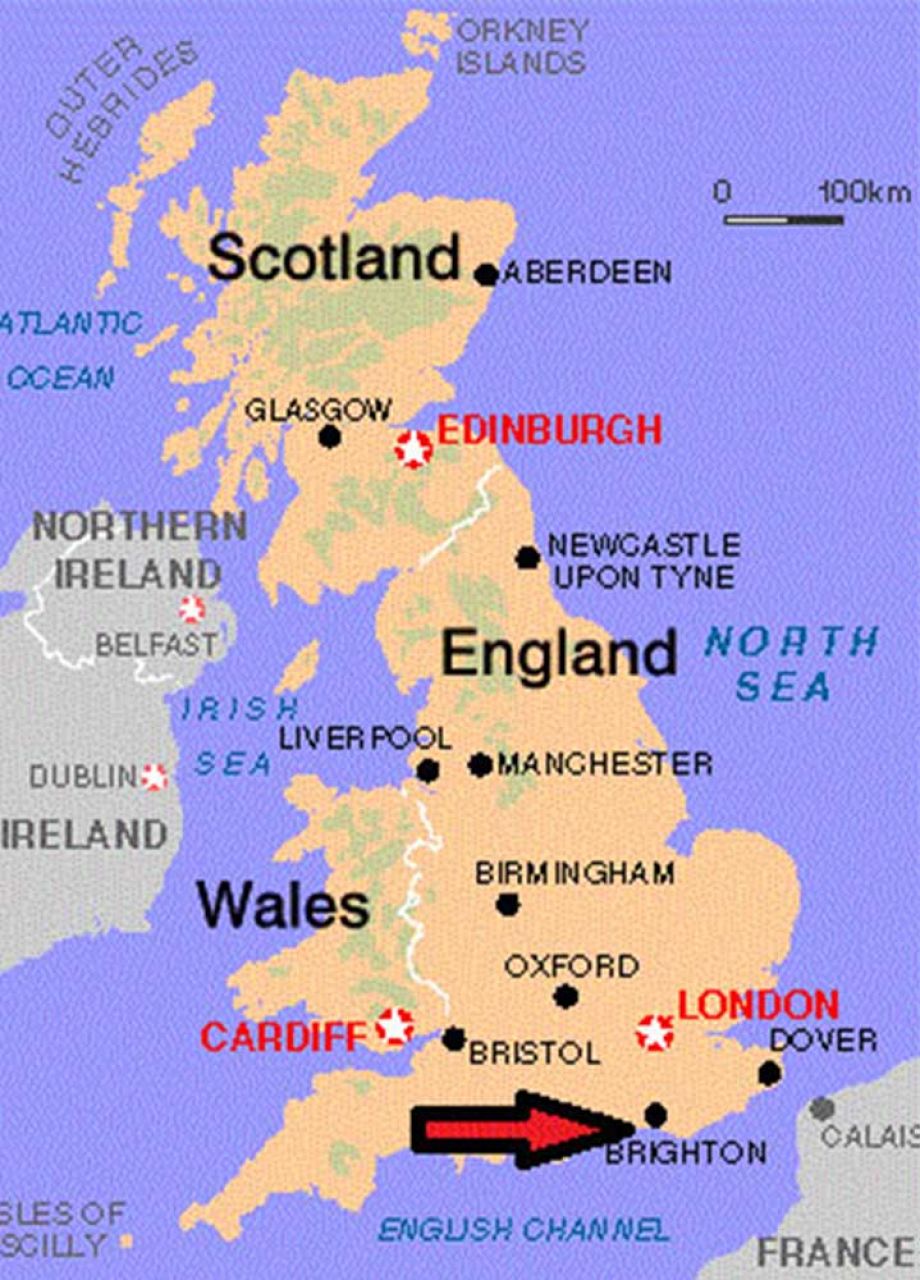 ORKNEY
ISLANDS
OUTER
HEBRIDES
0 100km
Scotland
ABERDEEN
ATLANTIC
OCEAN
GLASGOW
EDINBURGH
NORTHERN
IRELAND
BELFAST
NEWCASTLE
UPON TYNE
England
NORTH
SEA
IRISH
SEA
LIVERPOOL
MANCHESTER
DUBLIN
IRELAND
BIRMINGHAM
Wales
OXFORD
LONDON
CARDIFF
BRISTOL
DOVER
BRIGHTON
CALAIS
SLES OF
SCILLY
ENGLISH CHANNEL
FRANCE